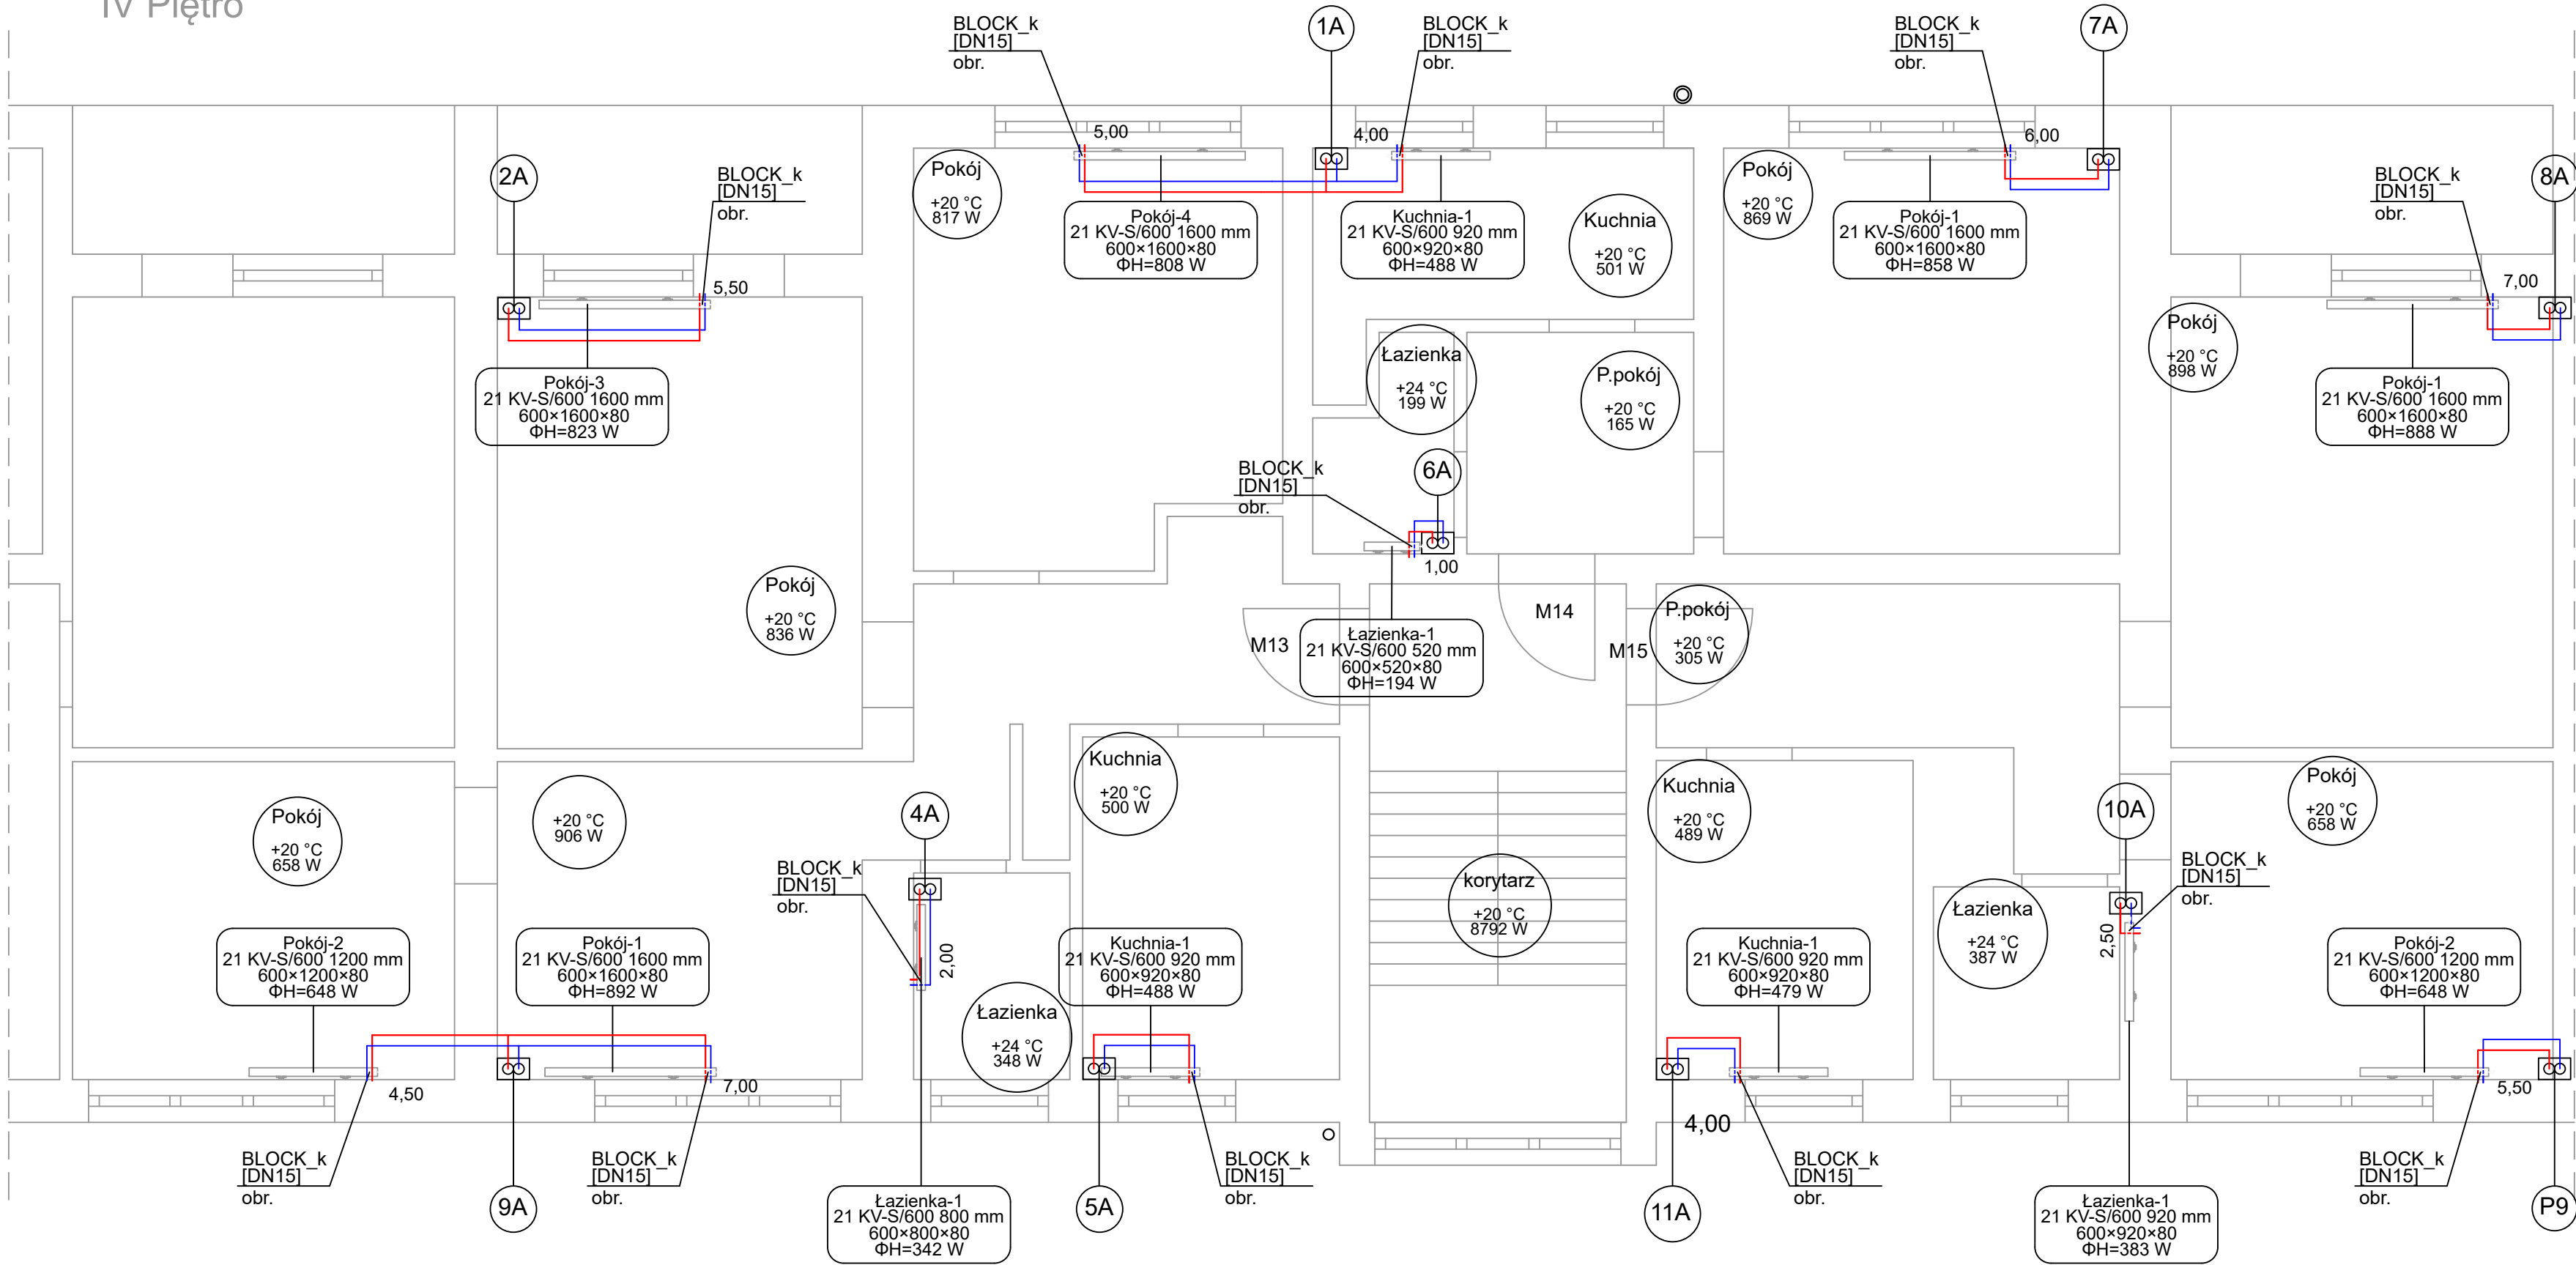 IV Piętro
BLOCK_k
[DN15]
obr.
1A
BLOCK_k
[DN15]
obr.
BLOCK_k
[DN15]
obr.
7A
5,00
4,00
6,00
2A
BLOCK_k
[DN15]
obr.
Pokój
+20 °C
817 W
Pokój-4
21 KV-S/600 1600 mm
600×1600×80
ΦH=808 W
Kuchnia-1
21 KV-S/600 920 mm
600×920×80
ΦH=488 W
Kuchnia
+20 °C
501 W
Pokój
+20 °C
869 W
Pokój-1
21 KV-S/600 1600 mm
600×1600×80
ΦH=858 W
BLOCK_k
[DN15]
obr.
8A
5,50
7,00
Pokój-3
21 KV-S/600 1600 mm
600×1600×80
ΦH=823 W
Łazienka
+24 °C
199 W
P.pokój
+20 °C
165 W
Pokój
+20 °C
898 W
Pokój-1
21 KV-S/600 1600 mm
600×1600×80
ΦH=888 W
BLOCK_k
[DN15]
obr.
6A
1,00
Pokój
+20 °C
836 W
M13
Łazienka-1
21 KV-S/600 520 mm
600×520×80
ΦH=194 W
M14
M15
P.pokój
+20 °C
305 W
Pokój
+20 °C
658 W
+20 °C
906 W
4A
Kuchnia
+20 °C
500 W
Kuchnia
+20 °C
489 W
10A
Pokój
+20 °C
658 W
BLOCK_k
[DN15]
obr.
2,00
korytarz
+20 °C
8792 W
Łazienka
+24 °C
387 W
2,50
BLOCK_k
[DN15]
obr.
Pokój-2
21 KV-S/600 1200 mm
600×1200×80
ΦH=648 W
Pokój-1
21 KV-S/600 1600 mm
600×1600×80
ΦH=892 W
Łazienka
+24 °C
348 W
Kuchnia-1
21 KV-S/600 920 mm
600×920×80
ΦH=488 W
Kuchnia-1
21 KV-S/600 920 mm
600×920×80
ΦH=479 W
Pokój-2
21 KV-S/600 1200 mm
600×1200×80
ΦH=648 W
4,50
7,00
4,00
5,50
BLOCK_k
[DN15]
obr.
9A
BLOCK_k
[DN15]
obr.
Łazienka-1
21 KV-S/600 800 mm
600×800×80
ΦH=342 W
5A
BLOCK_k
[DN15]
obr.
11A
BLOCK_k
[DN15]
obr.
Łazienka-1
21 KV-S/600 920 mm
600×920×80
ΦH=383 W
BLOCK_k
[DN15]
obr.
P9